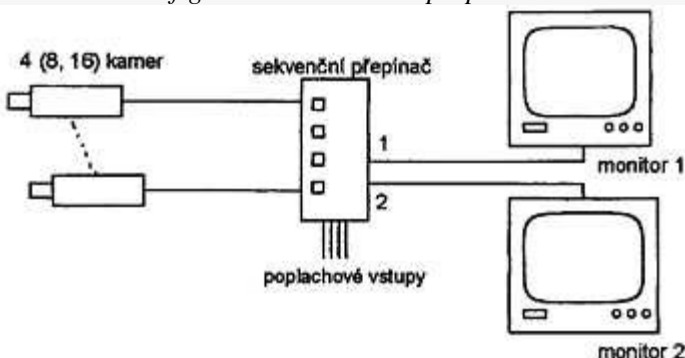 4 (8, 16) kamer
sekvenční přepínač
1
monitor 1
2
poplachové vstupy
monitor 2